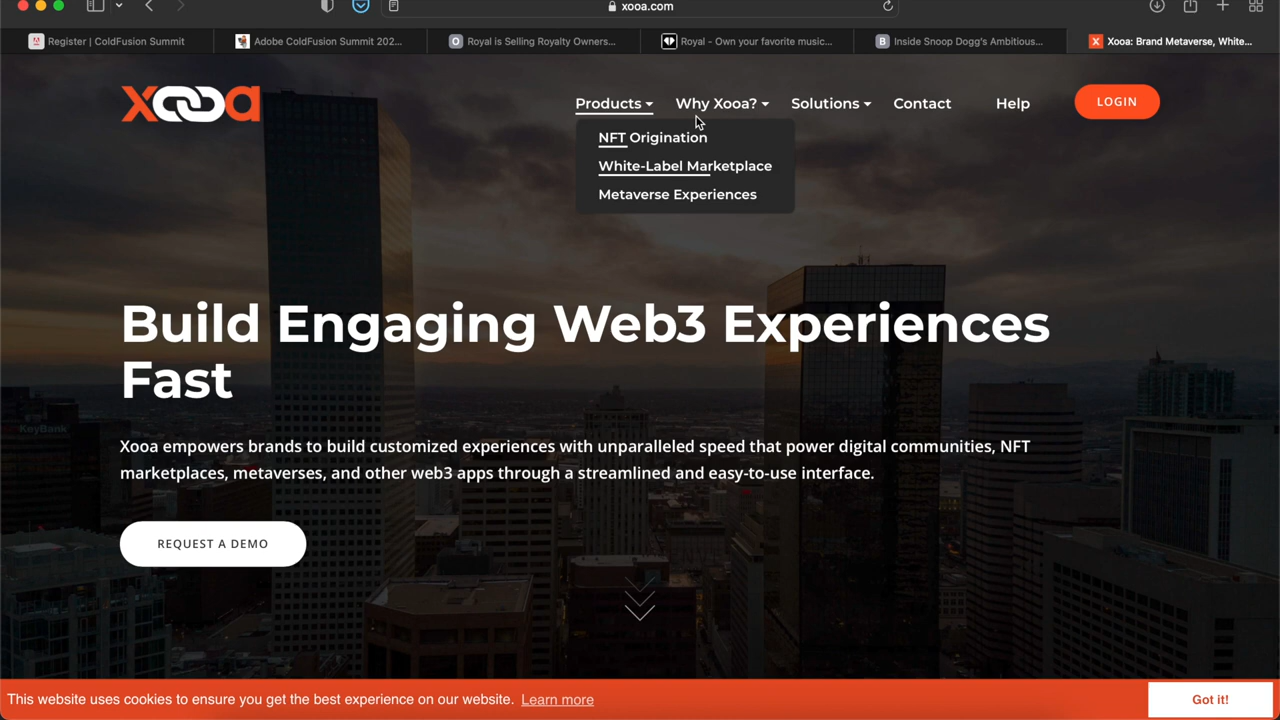 xooa.com
Register | ColdFusion Summit
Adobe ColdFusion Summit 202...
Royal is Selling Royalty Owners...
Royal - Own your favorite music...
Inside Snoop Dogg's Ambitious...
Xooa: Brand Metaverse, White...
xooa
Products
Why Xooa?
Solutions
Contact
Help
LOGIN
NFT Origination
White-Label Marketplace
Metaverse Experiences
Build Engaging Web3 Experiences
Fast
KeyBank
Xooa empowers brands to build customized experiences with unparalleled speed that power digital communities, NFT
marketplaces, metaverses, and other web3 apps through a streamlined and easy-to-use interface.
REQUEST A DEMO
This website uses cookies to ensure you get the best experience on our website. Learn more
Got it!